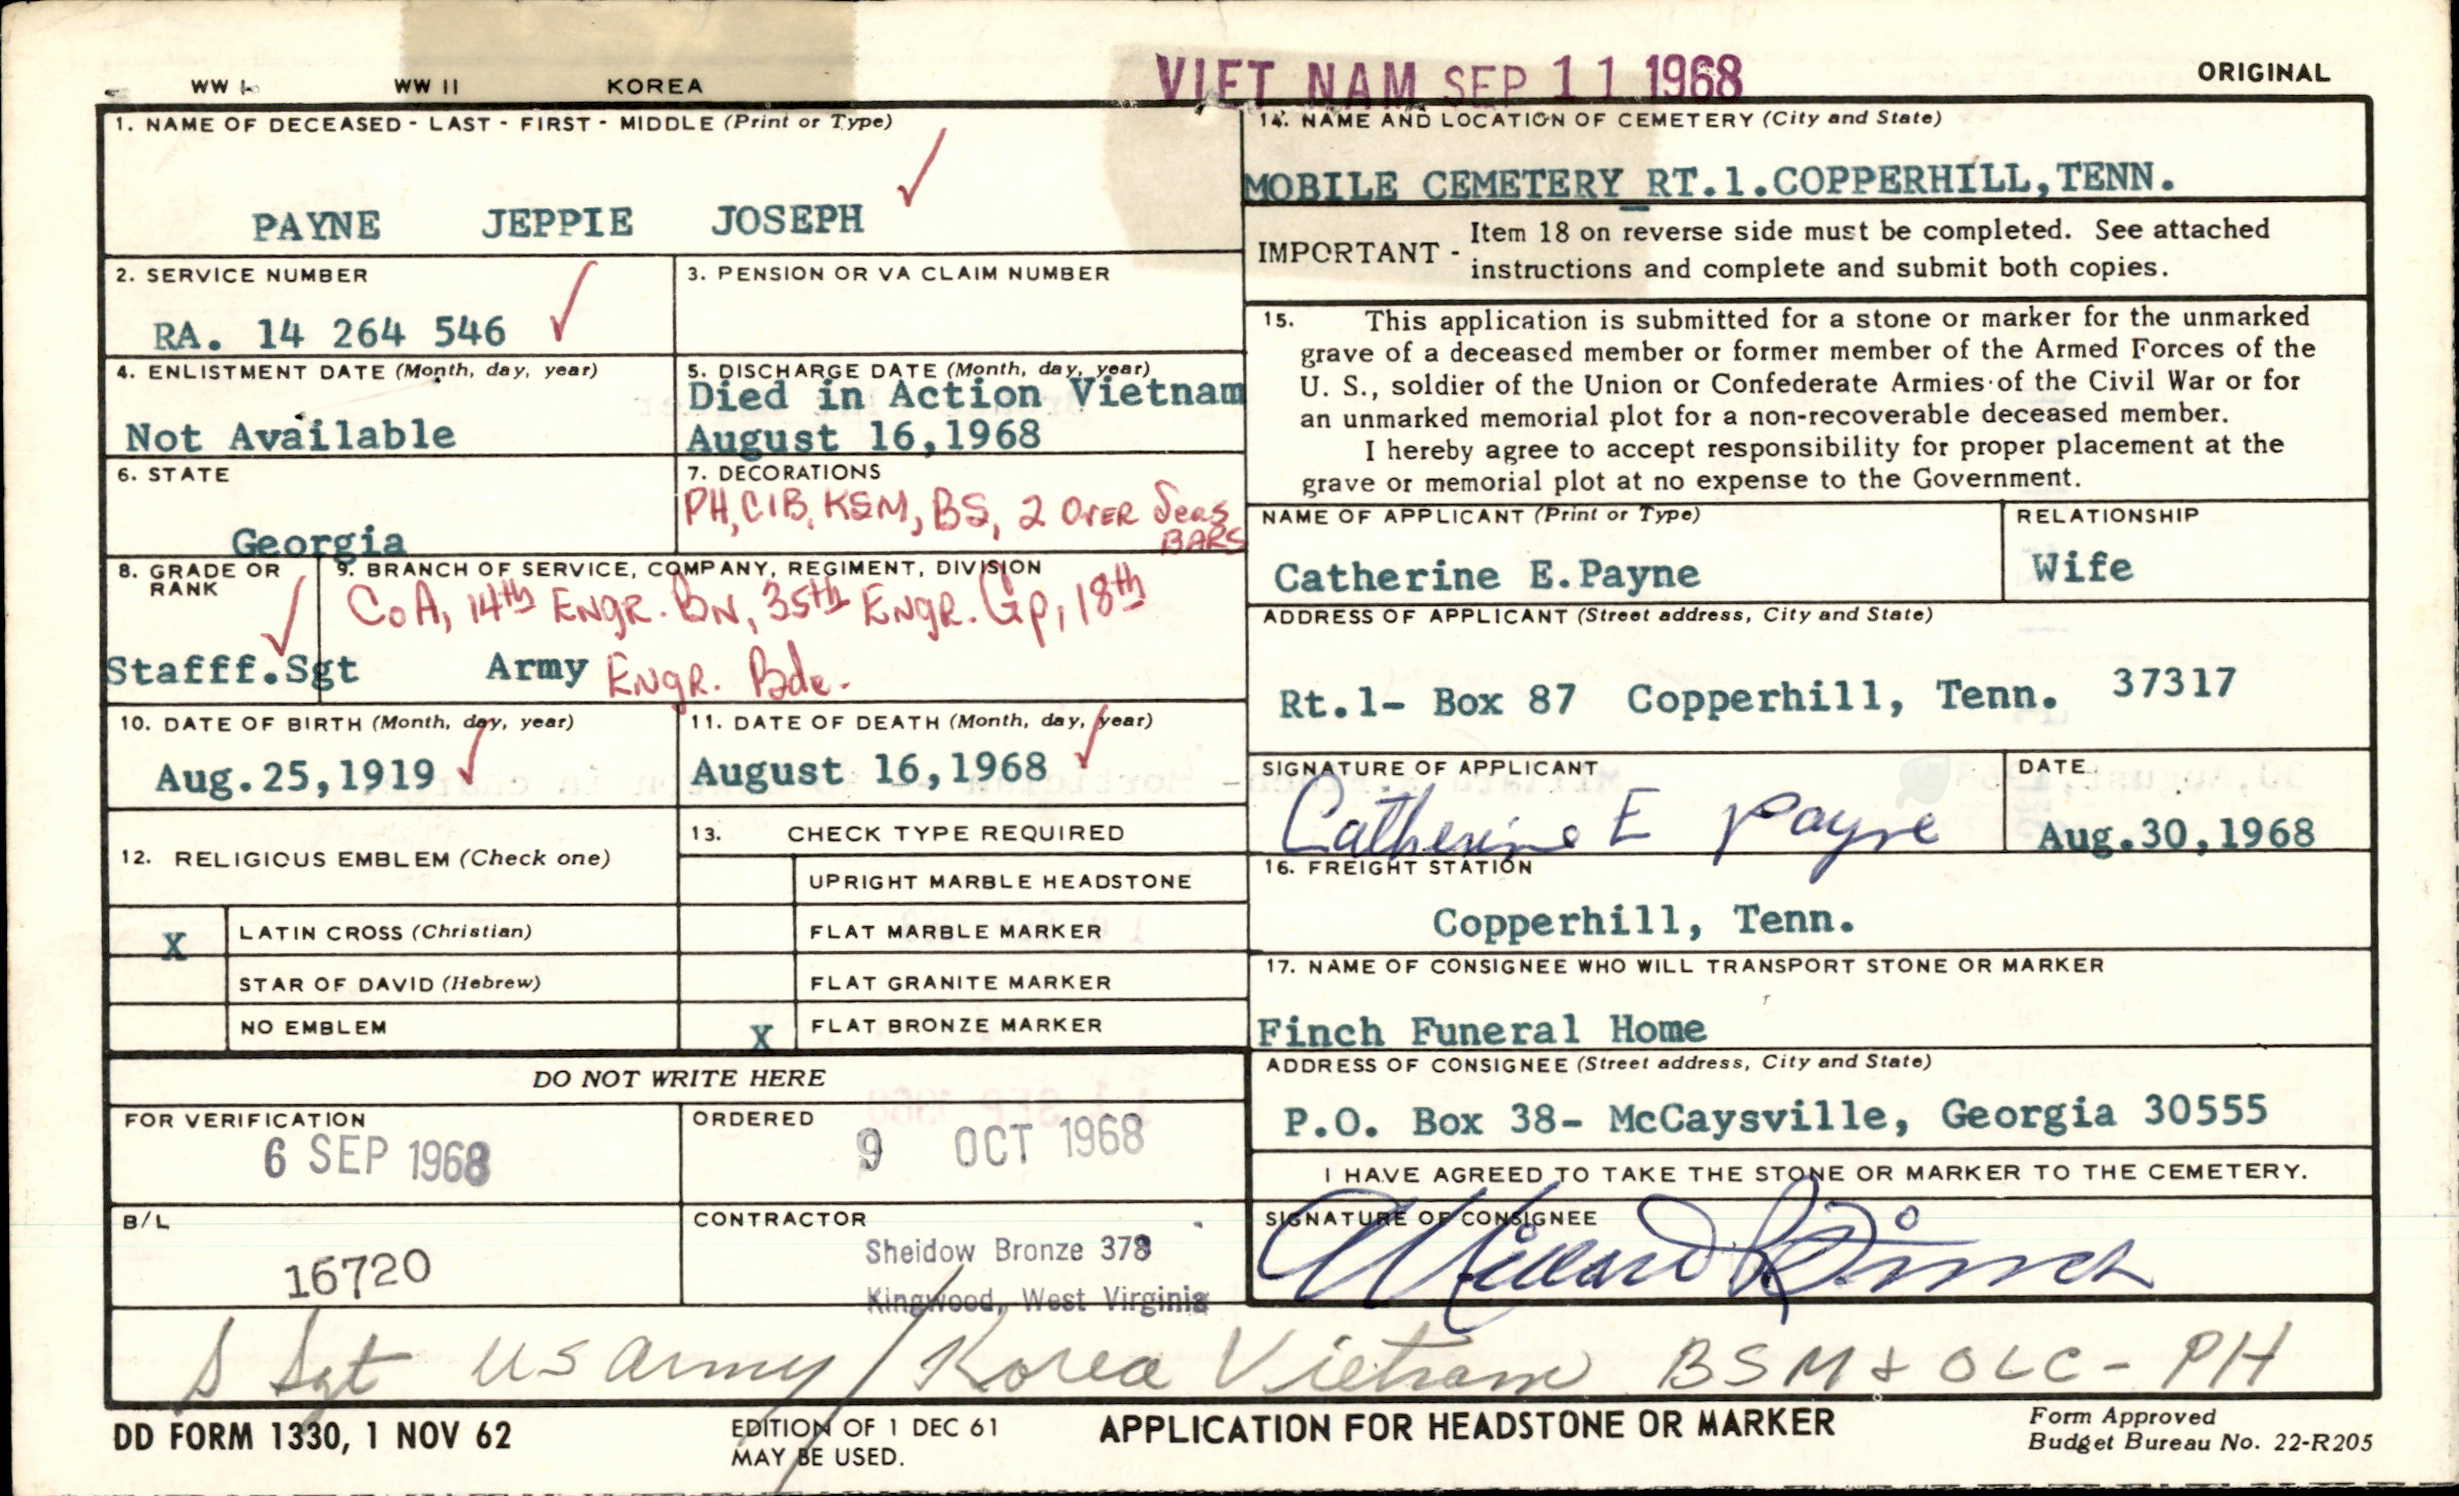 WW I WW II KOREA VIET NAM SEP 11 1968 ORIGINAL
1. NAME OF DECEASED - LAST - FIRST - MIDDLE (Print or Type)
PAYNE JEPPIE JOSEPH
2. SERVICE NUMBER
RA. 14 264 546
3. PENSION OR VA CLAIM NUMBER
4. ENLISTMENT DATE (Month, day, year)
Not Available
5. DISCHARGE DATE (Month, day, year)
Died in Action Vietnam
August 16,1968
6. STATE
Georgia
7. DECORATIONS
PH, CIB, KSM, BS, 2 OVER Seas
BARS
8. GRADE OR
RANK
Stafff.Sgt
9. BRANCH OF SERVICE, COMPANY, REGIMENT, DIVISION
Co A, 14th ENgR. BN, 35th ENgR. Gp, 18th
Army ENgR. Bde.
10. DATE OF BIRTH (Month, day, year)
Aug.25,1919
11. DATE OF DEATH (Month, day, year)
August 16,1968
12. RELIGIOUS EMBLEM (Check one)
X LATIN CROSS (Christian)
STAR OF DAVID (Hebrew)
NO EMBLEM
13. CHECK TYPE REQUIRED
UPRIGHT MARBLE HEADSTONE
FLAT MARBLE MARKER
FLAT GRANITE MARKER
X FLAT BRONZE MARKER
DO NOT WRITE HERE
FOR VERIFICATION
6 SEP 1968
ORDERED
9 OCT 1968
B/L
16720
CONTRACTOR
Sheidow Bronze 378
Kingwood, West Virginia
14. NAME AND LOCATION OF CEMETERY (City and State)
MOBILE CEMETERY RT.1.COPPERHILL,TENN.
IMPORTANT - Item 18 on reverse side must be completed. See attached
instructions and complete and submit both copies.
15. This application is submitted for a stone or marker for the unmarked
grave of a deceased member or former member of the Armed Forces of the
U. S., soldier of the Union or Confederate Armies of the Civil War or for
an unmarked memorial plot for a non-recoverable deceased member.
I hereby agree to accept responsibility for proper placement at the
grave or memorial plot at no expense to the Government.
NAME OF APPLICANT (Print or Type)
Catherine E.Payne
RELATIONSHIP
Wife
ADDRESS OF APPLICANT (Street address, City and State)
Rt.1- Box 87 Copperhill, Tenn. 37317
SIGNATURE OF APPLICANT
Catherine E Payne
DATE
Aug.30,1968
16. FREIGHT STATION
Copperhill, Tenn.
17. NAME OF CONSIGNEE WHO WILL TRANSPORT STONE OR MARKER
Finch Funeral Home
ADDRESS OF CONSIGNEE (Street address, City and State)
P.O. Box 38- McCaysville, Georgia 30555
I HAVE AGREED TO TAKE THE STONE OR MARKER TO THE CEMETERY.
SIGNATURE OF CONSIGNEE
S Sgt US Army / Korea Vietnam BSM & OLC - PH
DD FORM 1330, 1 NOV 62
EDITION OF 1 DEC 61
MAY BE USED.
APPLICATION FOR HEADSTONE OR MARKER
Form Approved
Budget Bureau No. 22-R205